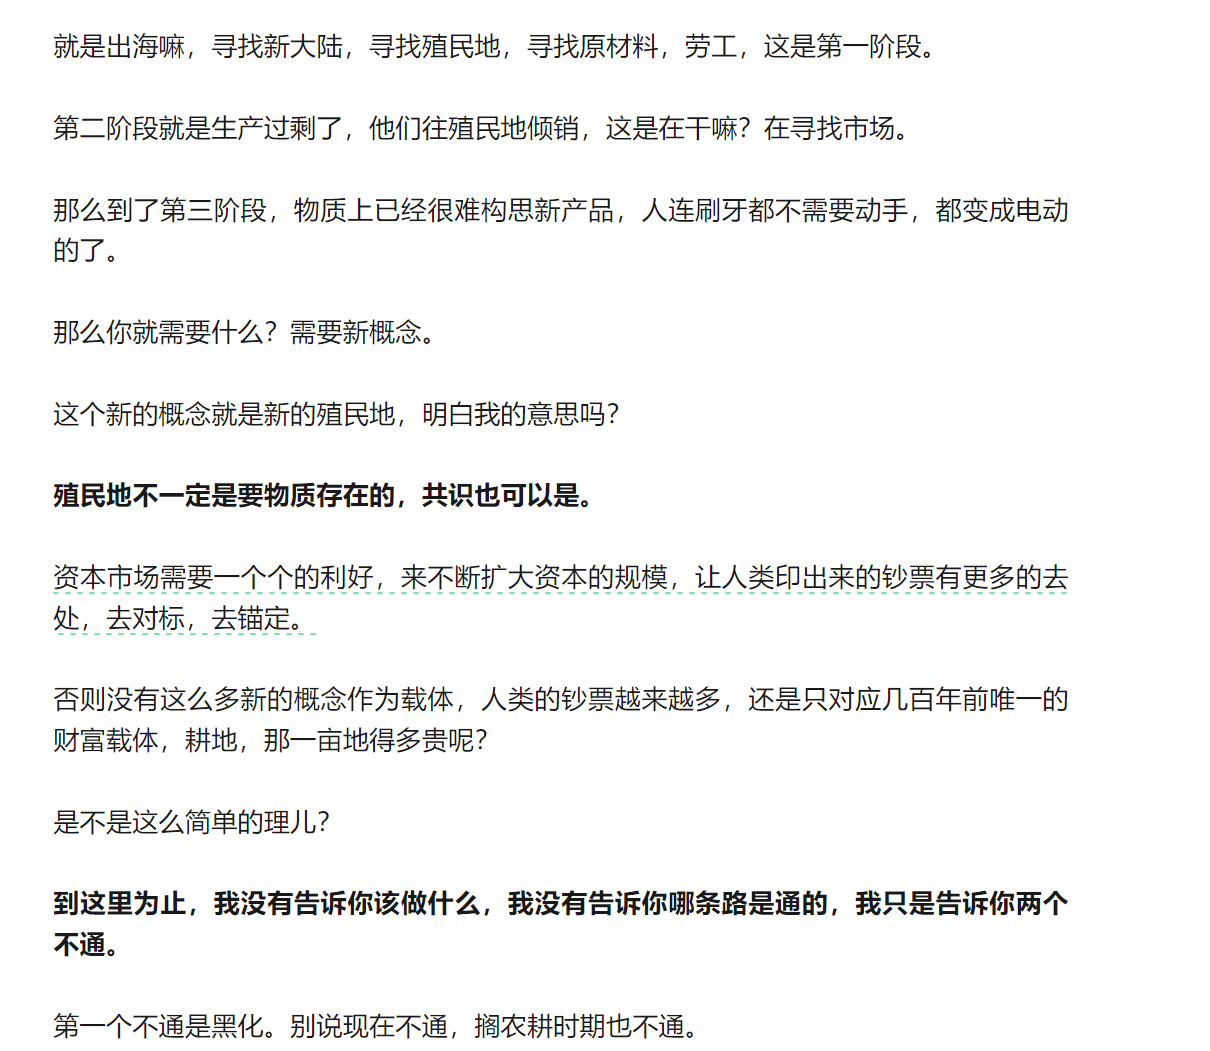 就是出海嘛，寻找新大陆，寻找殖民地，寻找原材料，劳工，这是第一阶段。
第二阶段就是生产过剩了，他们往殖民地倾销，这是在干嘛？在寻找市场。
那么到了第三阶段，物质上已经很难构思新产品，人连刷牙都不需要动手，都变成电动
的了。
那么你就需要什么？需要新概念。
这个新的概念就是新的殖民地，明白我的意思吗？
殖民地不一定是要物质存在的，共识也可以是。
资本市场需要一个个的利好，来不断扩大资本的规模，让人类印出来的钞票有更多的去
处，去对标，去锚定。
否则没有这么多新的概念作为载体，人类的钞票越来越多，还是只对应几百年前唯一的
财富载体，耕地，那一亩地得多贵呢？
是不是这么简单的理儿？
到这里为止，我没有告诉你该做什么，我没有告诉你哪条路是通的，我只是告诉你两个
不通。
第一个不通是黑化。别说现在不通，搁农耕时期也不通。